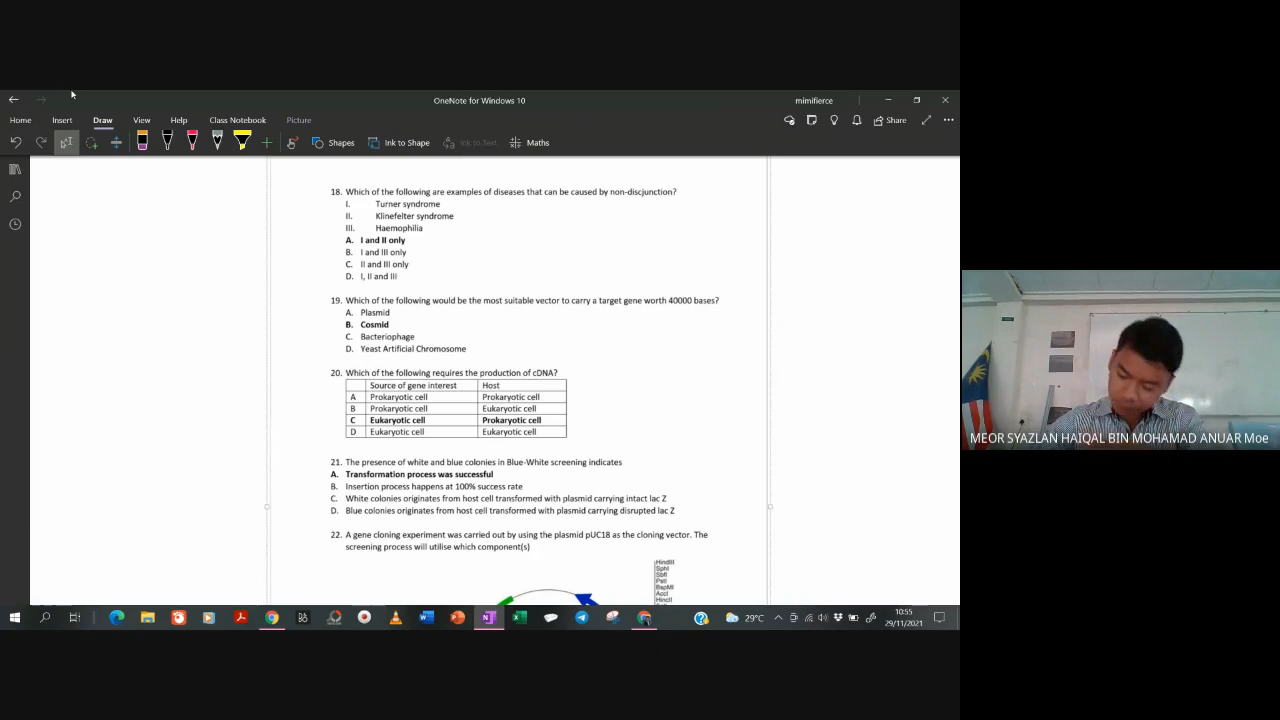 OneNote for Windows 10
mimifierce
Home
Insert
Draw
View
Help
Class Notebook
Picture
Share
Shapes
Ink to Shape
Ink to Text
Maths
18. Which of the following are examples of diseases that can be caused by non-discjunction?
I. Turner syndrome
II. Klinefelter syndrome
III. Haemophilia
A. I and II only
B. I and III only
C. II and III only
D. I, II and III
19. Which of the following would be the most suitable vector to carry a target gene worth 40000 bases?
A. Plasmid
B. Cosmid
C. Bacteriophage
D. Yeast Artificial Chromosome
20. Which of the following requires the production of cDNA?
Source of gene interest Host
A Prokaryotic cell Prokaryotic cell
B Prokaryotic cell Eukaryotic cell
C Eukaryotic cell Prokaryotic cell
D Eukaryotic cell Eukaryotic cell
21. The presence of white and blue colonies in Blue-White screening indicates
A. Transformation process was successful
B. Insertion process happens at 100% success rate
C. White colonies originates from host cell transformed with plasmid carrying intact lac Z
D. Blue colonies originates from host cell transformed with plasmid carrying disrupted lac Z
22. A gene cloning experiment was carried out by using the plasmid pUC18 as the cloning vector. The
screening process will utilise which component(s)
HindIII
SphI
SbfI
PstI
BspMI
AccI
HincII
29°C
10:55
29/11/2021
MEOR SYAZLAN HAIQAL BIN MOHAMAD ANUAR Moe